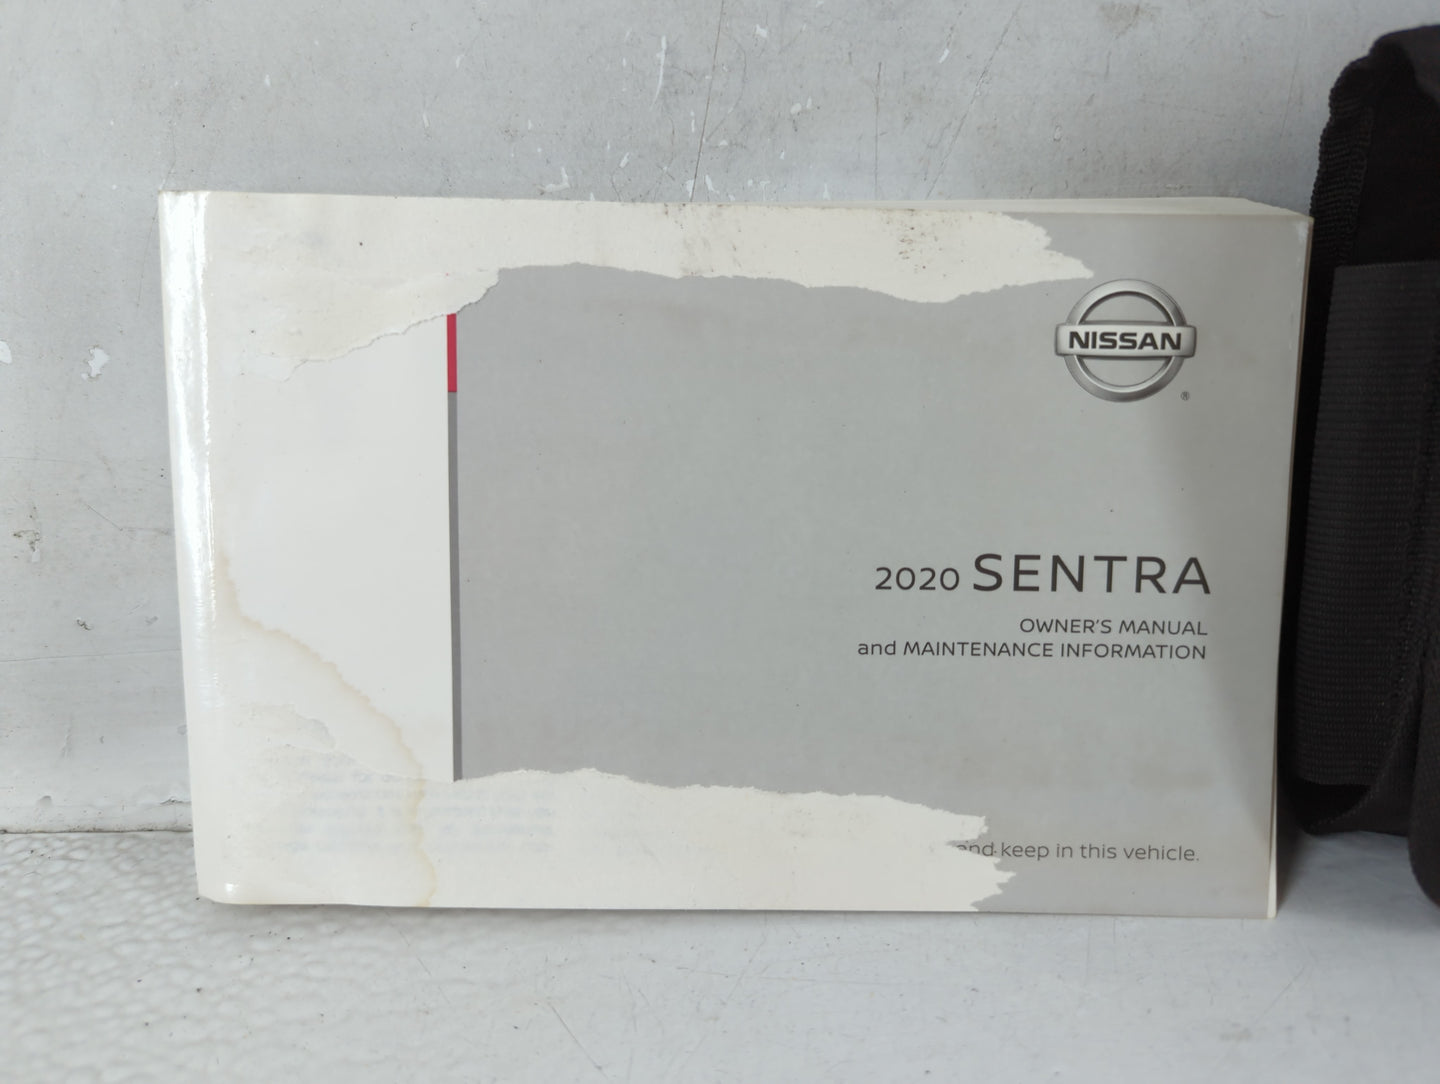 NISSAN
®
2020 SENTRA
OWNER'S MANUAL
and MAINTENANCE INFORMATION
and keep in this vehicle.